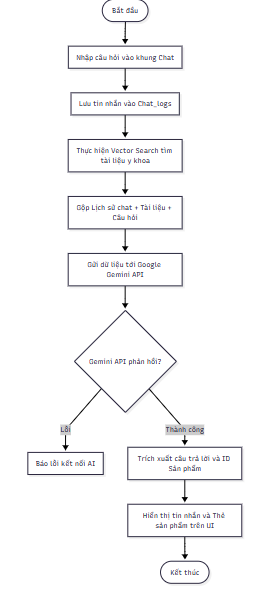 Bắt đầu
Nhập câu hỏi vào khung Chat
Lưu tin nhắn vào Chat_logs
Thực hiện Vector Search tìm
tài liệu y khoa
Gộp Lịch sử chat + Tài liệu +
Câu hỏi
Gửi dữ liệu tới Google
Gemini API
Gemini API phản hồi?
Lỗi
Thành công
Báo lỗi kết nối AI
Trích xuất câu trả lời và ID
Sản phẩm
Hiển thị tin nhắn và Thẻ
sản phẩm trên UI
Kết thúc